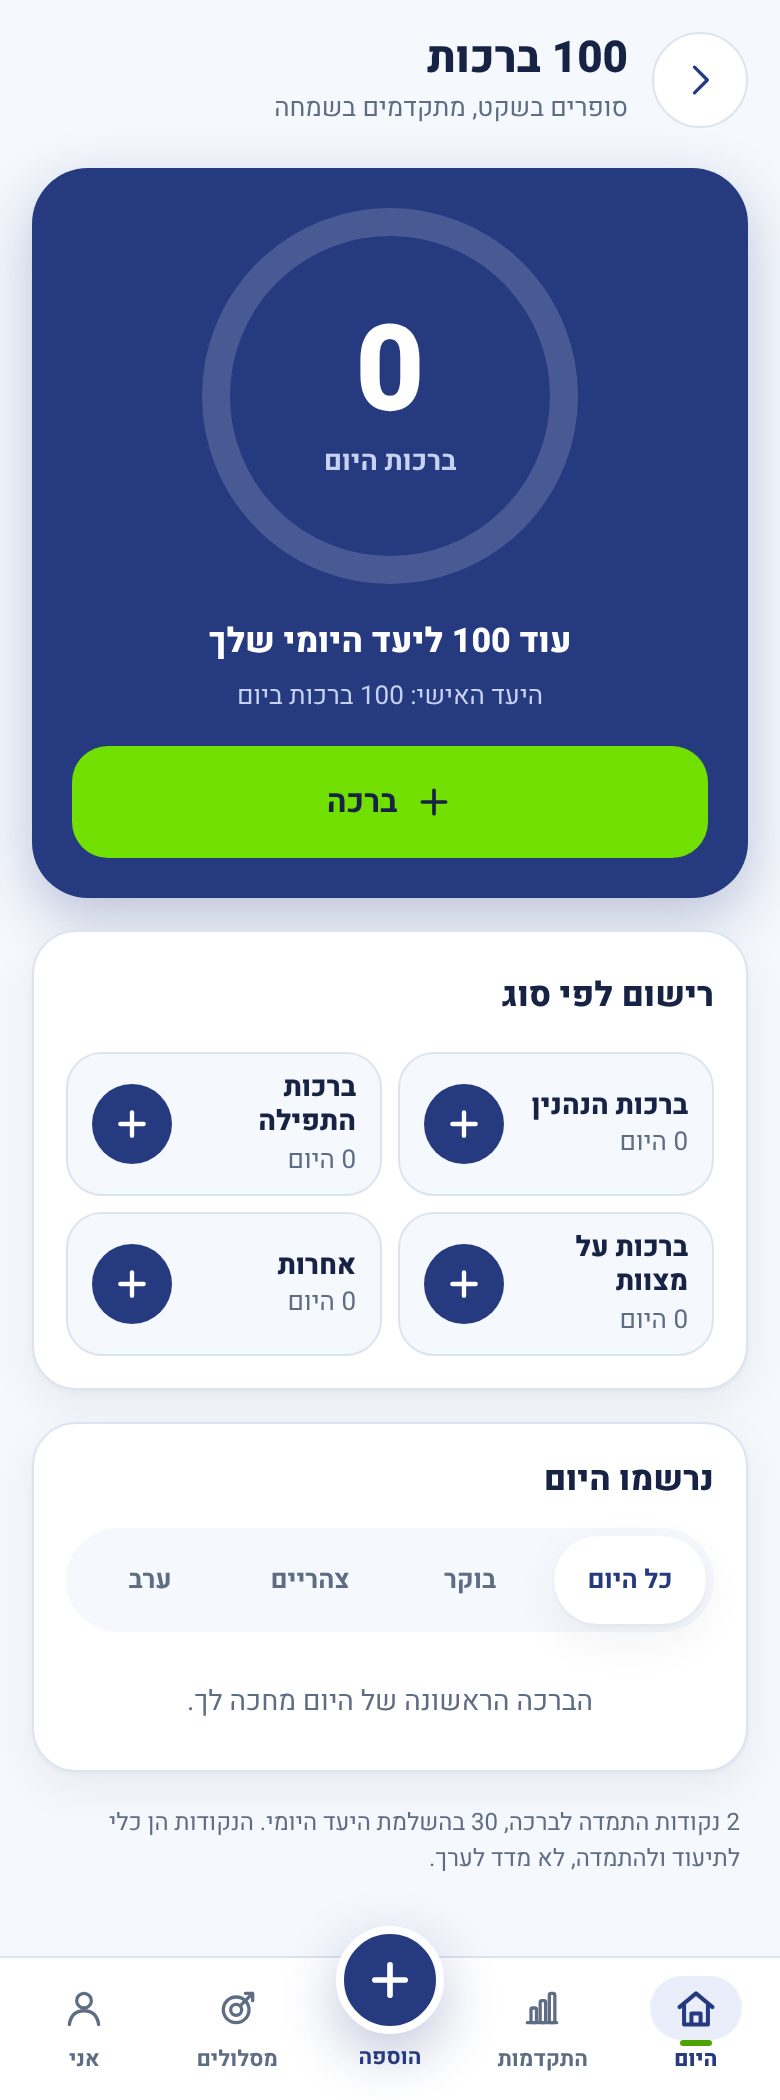 100 ברכות
סופרים בשקט, מתקדמים בשמחה
0
ברכות היום
עוד 100 ליעד היומי שלך
היעד האישי: 100 ברכות ביום
+ ברכה
רישום לפי סוג
ברכות הנהנין
0 היום
ברכות
התפילה
0 היום
ברכות על
מצוות
0 היום
אחרות
0 היום
נרשמו היום
כל היום
בוקר
צהריים
ערב
הברכה הראשונה של היום מחכה לך.
2 נקודות התמדה לברכה, 30 בהשלמת היעד היומי. הנקודות הן כלי
לתיעוד ולהתמדה, לא מדד לערך.
היום
התקדמות
הוספה
מסלולים
אני